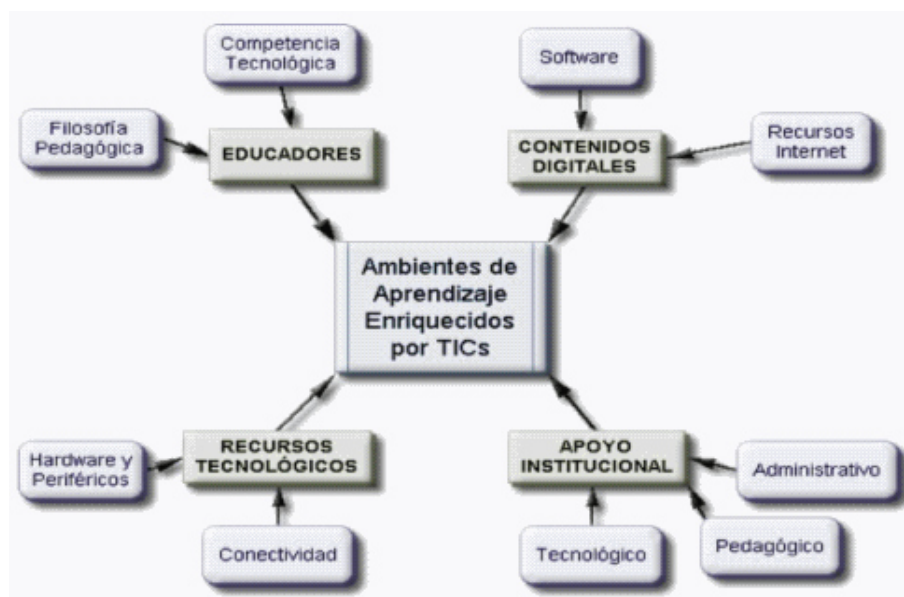 Competencia
Tecnológica
Software
Filosofía
Pedagógica
EDUCADORES
CONTENIDOS
DIGITALES
Recursos
Internet
Ambientes de
Aprendizaje
Enriquecidos
por TICs
RECURSOS
TECNOLÓGICOS
APOYO
INSTITUCIONAL
Hardware y
Periféricos
Administrativo
Conectividad
Tecnológico
Pedagógico